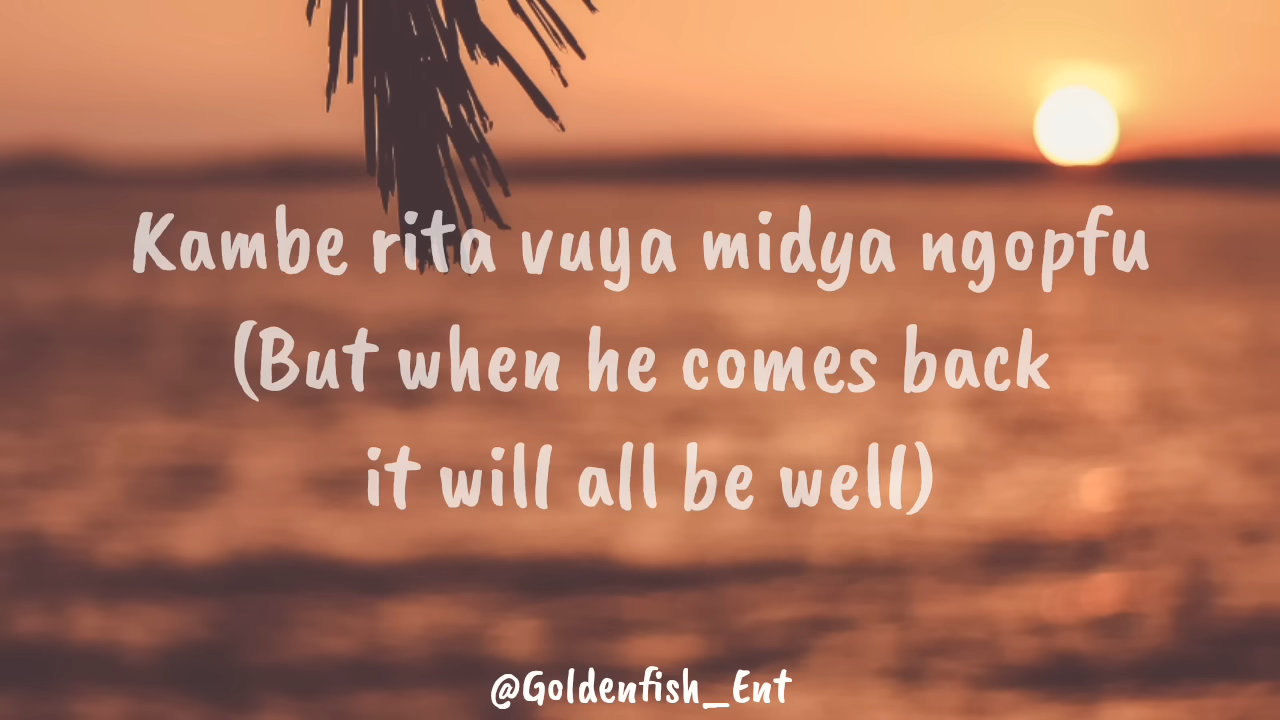 Kambe rita vuya midya ngopfu
(But when he comes back
it will all be well)
@Goldenfish_Ent